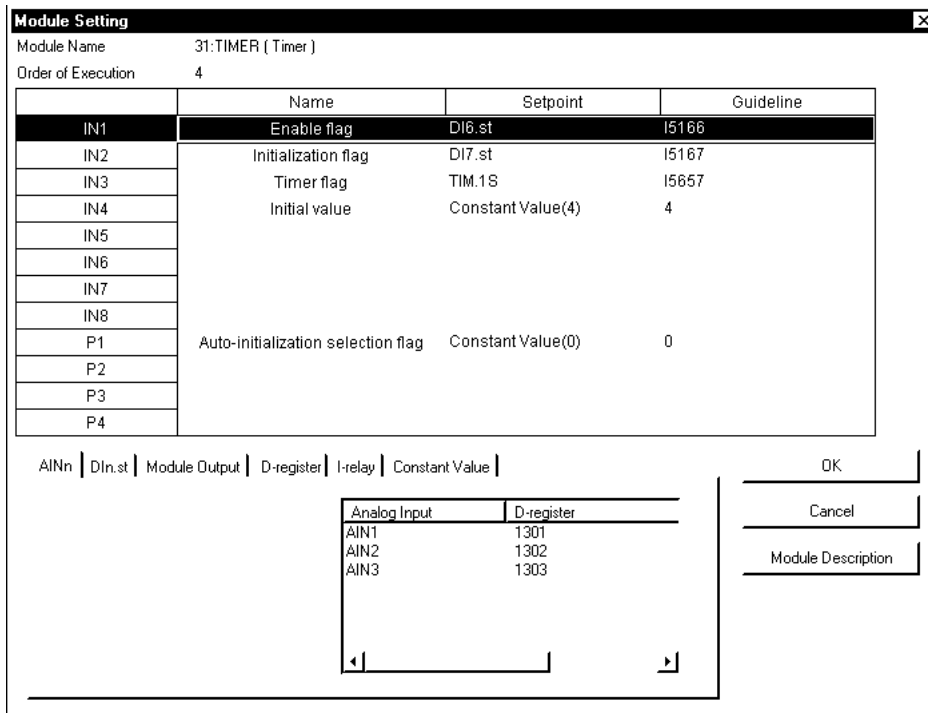 Module Setting
Module Name 31:TIMER ( Timer )
Order of Execution 4
Name Setpoint Guideline
IN1 Enable flag DI6.st I5166
IN2 Initialization flag DI7.st I5167
IN3 Timer flag TIM.1S I5657
IN4 Initial value Constant Value(4) 4
IN5
IN6
IN7
IN8
P1 Auto-initialization selection flag Constant Value(0) 0
P2
P3
P4
AINn DIn.st Module Output D-register I-relay Constant Value
OK
Analog Input D-register
Cancel
AIN1 1301
AIN2 1302
AIN3 1303
Module Description